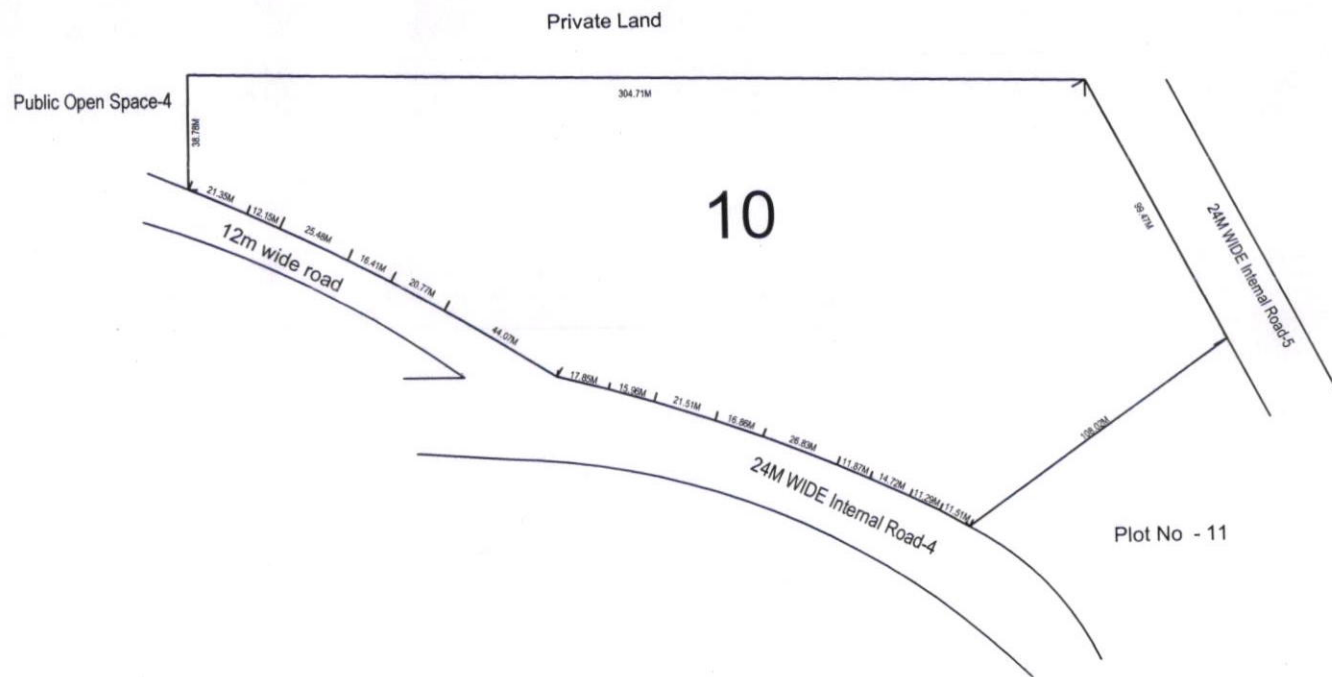 Private Land
Public Open Space-4
304.71M
38.78M
10
21.35M
12.15M
25.48M
16.41M
20.77M
44.07M
12m wide road
99.47M
24M WIDE Internal Road-5
17.85M
15.96M
21.51M
16.86M
26.83M
11.87M
14.72M
11.29M
11.51M
108.02M
24M WIDE Internal Road-4
Plot No - 11